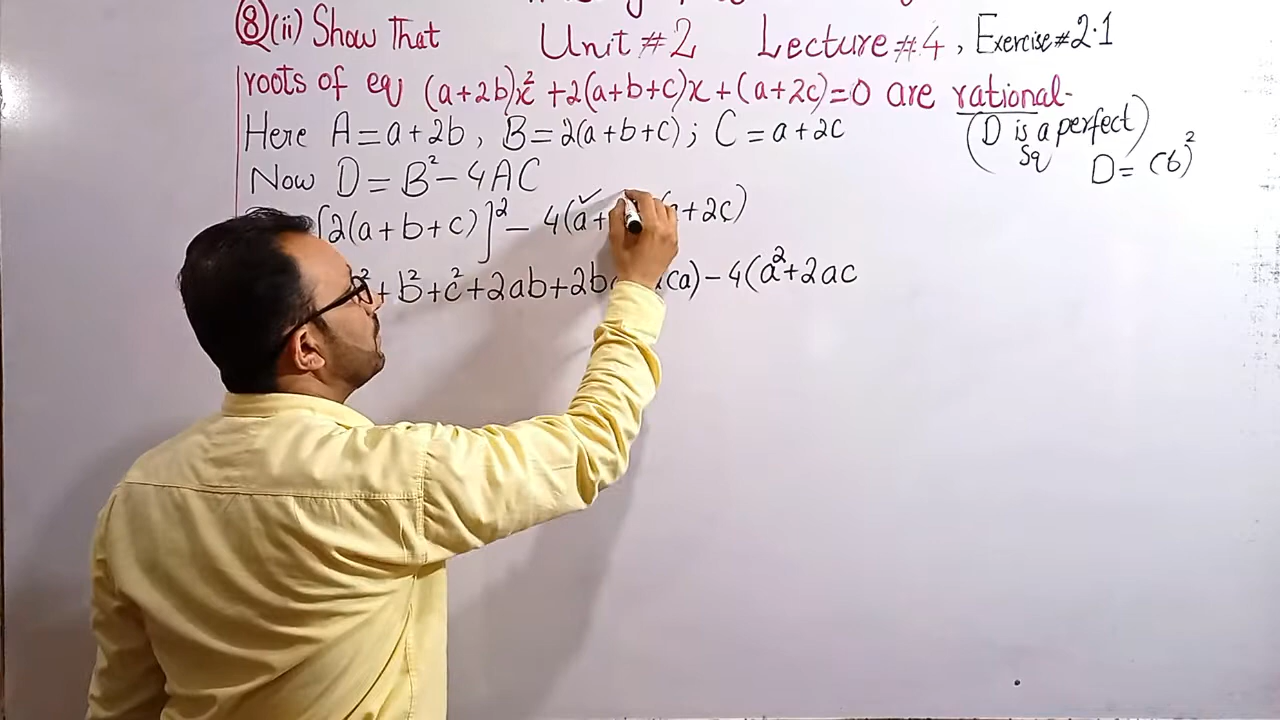 ⑧(ii) Show That Unit #2 Lecture #4, Exercise #2.1
roots of eq (a+2b)x²+2(a+b+c)x+(a+2c)=0 are rational.
Here A=a+2b, B=2(a+b+c); C=a+2c
(D is a perfect)
Sq
D=(6)²
Now D=B²-4AC
[2(a+b+c)]²-4(a+ +2c)
²+b²+c²+2ab+2b ca)-4(a²+2ac